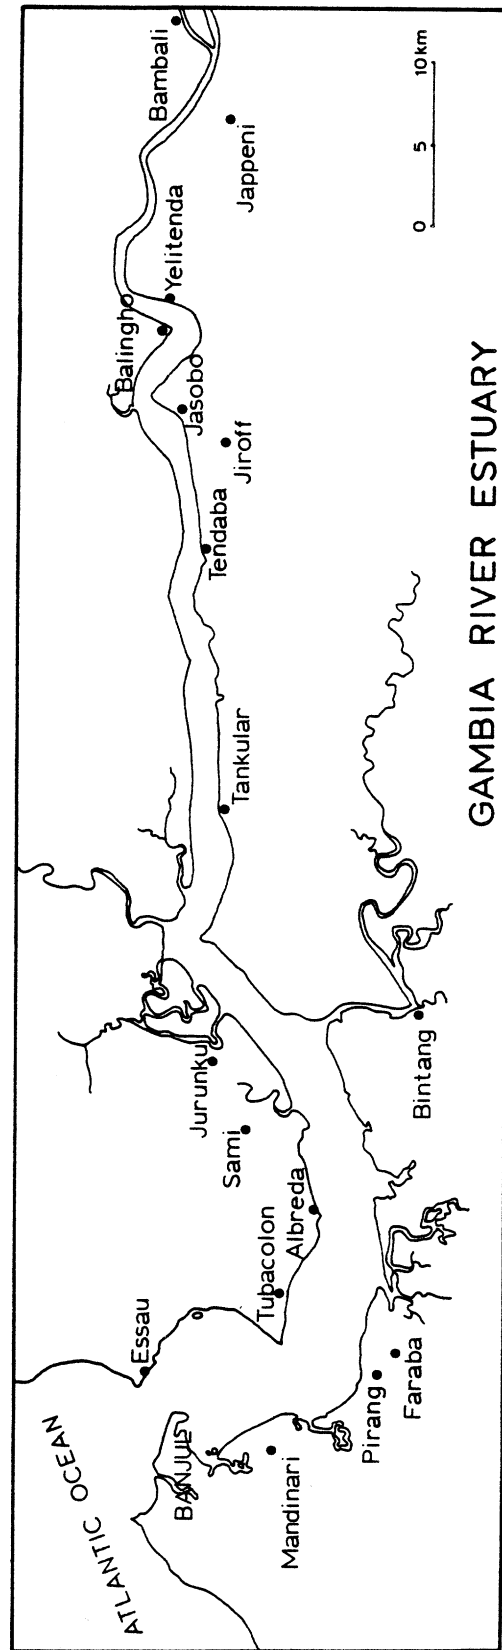 ATLANTIC OCEAN
Essau
BANJUL
Mandinari
Pirang
Faraba
Tubacolon
Albreda
Sami
Jurunku
Bintang
Tankular
Tendaba
Jiroff
Jasobo
Balingho
Yelitenda
Jappeni
Bambali
0 5 10km
GAMBIA RIVER ESTUARY